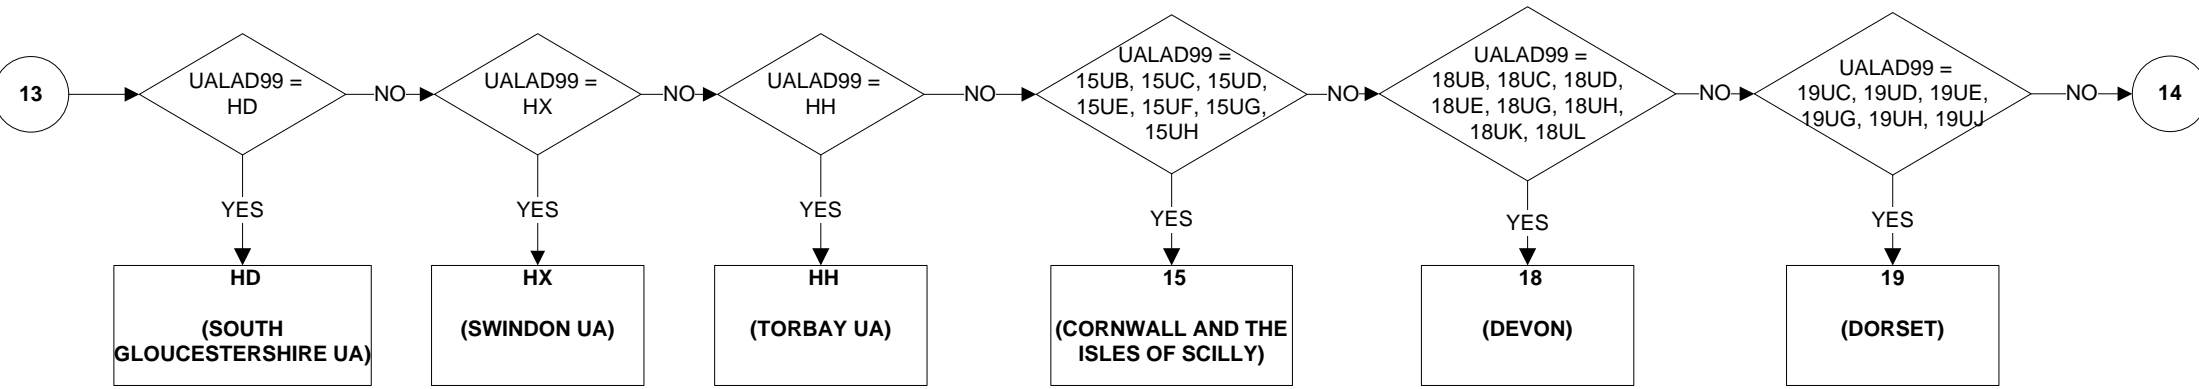 13
UALAD99 =
HD
NO
UALAD99 =
HX
NO
UALAD99 =
HH
NO
UALAD99 =
15UB, 15UC, 15UD,
15UE, 15UF, 15UG,
15UH
NO
UALAD99 =
18UB, 18UC, 18UD,
18UE, 18UG, 18UH,
18UK, 18UL
NO
UALAD99 =
19UC, 19UD, 19UE,
19UG, 19UH, 19UJ
NO
14
YES
YES
YES
YES
YES
YES
HD
(SOUTH
GLOUCESTERSHIRE UA)
HX
(SWINDON UA)
HH
(TORBAY UA)
15
(CORNWALL AND THE
ISLES OF SCILLY)
18
(DEVON)
19
(DORSET)